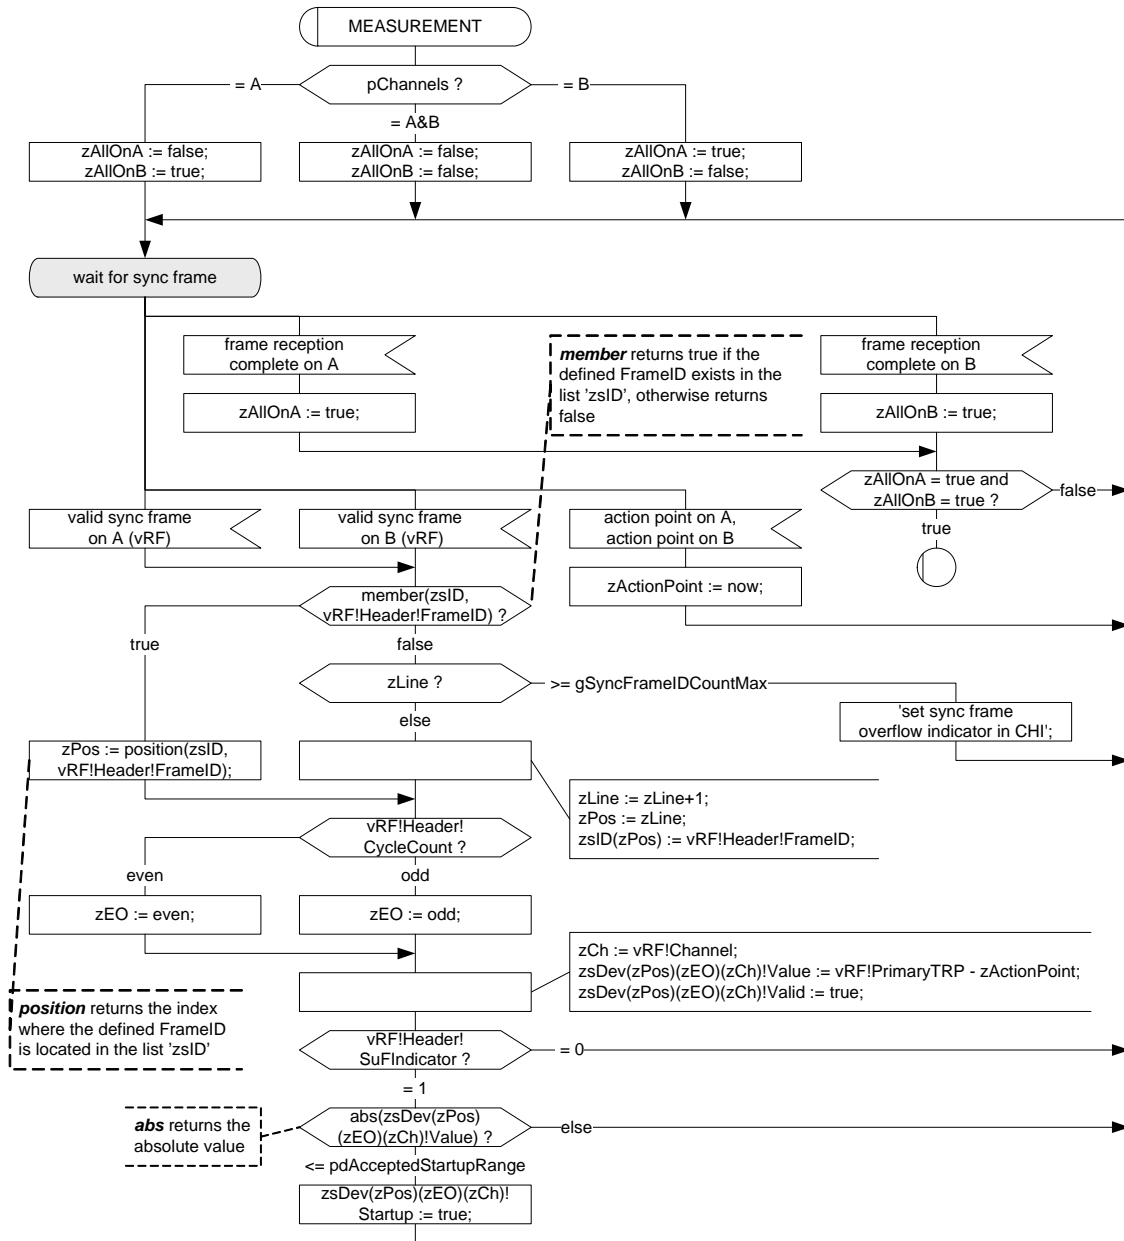 MEASUREMENT
pChannels ?
= A
= B
= A&B
zAllOnA := false;
zAllOnB := true;
zAllOnA := false;
zAllOnB := false;
zAllOnA := true;
zAllOnB := false;
wait for sync frame
frame reception
complete on A
member returns true if the
defined FrameID exists in the
list 'zsID', otherwise returns
false
frame reception
complete on B
zAllOnA := true;
zAllOnB := true;
zAllOnA = true and
zAllOnB = true ?
false
true
valid sync frame
on A (vRF)
valid sync frame
on B (vRF)
action point on A,
action point on B
zActionPoint := now;
member(zsID,
vRF!Header!FrameID) ?
true
false
zLine ?
>= gSyncFrameIDCountMax
'set sync frame
overflow indicator in CHI';
else
zPos := position(zsID,
vRF!Header!FrameID);
zLine := zLine+1;
zPos := zLine;
zsID(zPos) := vRF!Header!FrameID;
vRF!Header!
CycleCount ?
even
odd
zEO := even;
zEO := odd;
zCh := vRF!Channel;
zsDev(zPos)(zEO)(zCh)!Value := vRF!PrimaryTRP - zActionPoint;
zsDev(zPos)(zEO)(zCh)!Valid := true;
position returns the index
where the defined FrameID
is located in the list 'zsID'
vRF!Header!
SuFIndicator ?
= 0
= 1
abs returns the
absolute value
abs(zsDev(zPos)
(zEO)(zCh)!Value) ?
else
<= pdAcceptedStartupRange
zsDev(zPos)(zEO)(zCh)!
Startup := true;